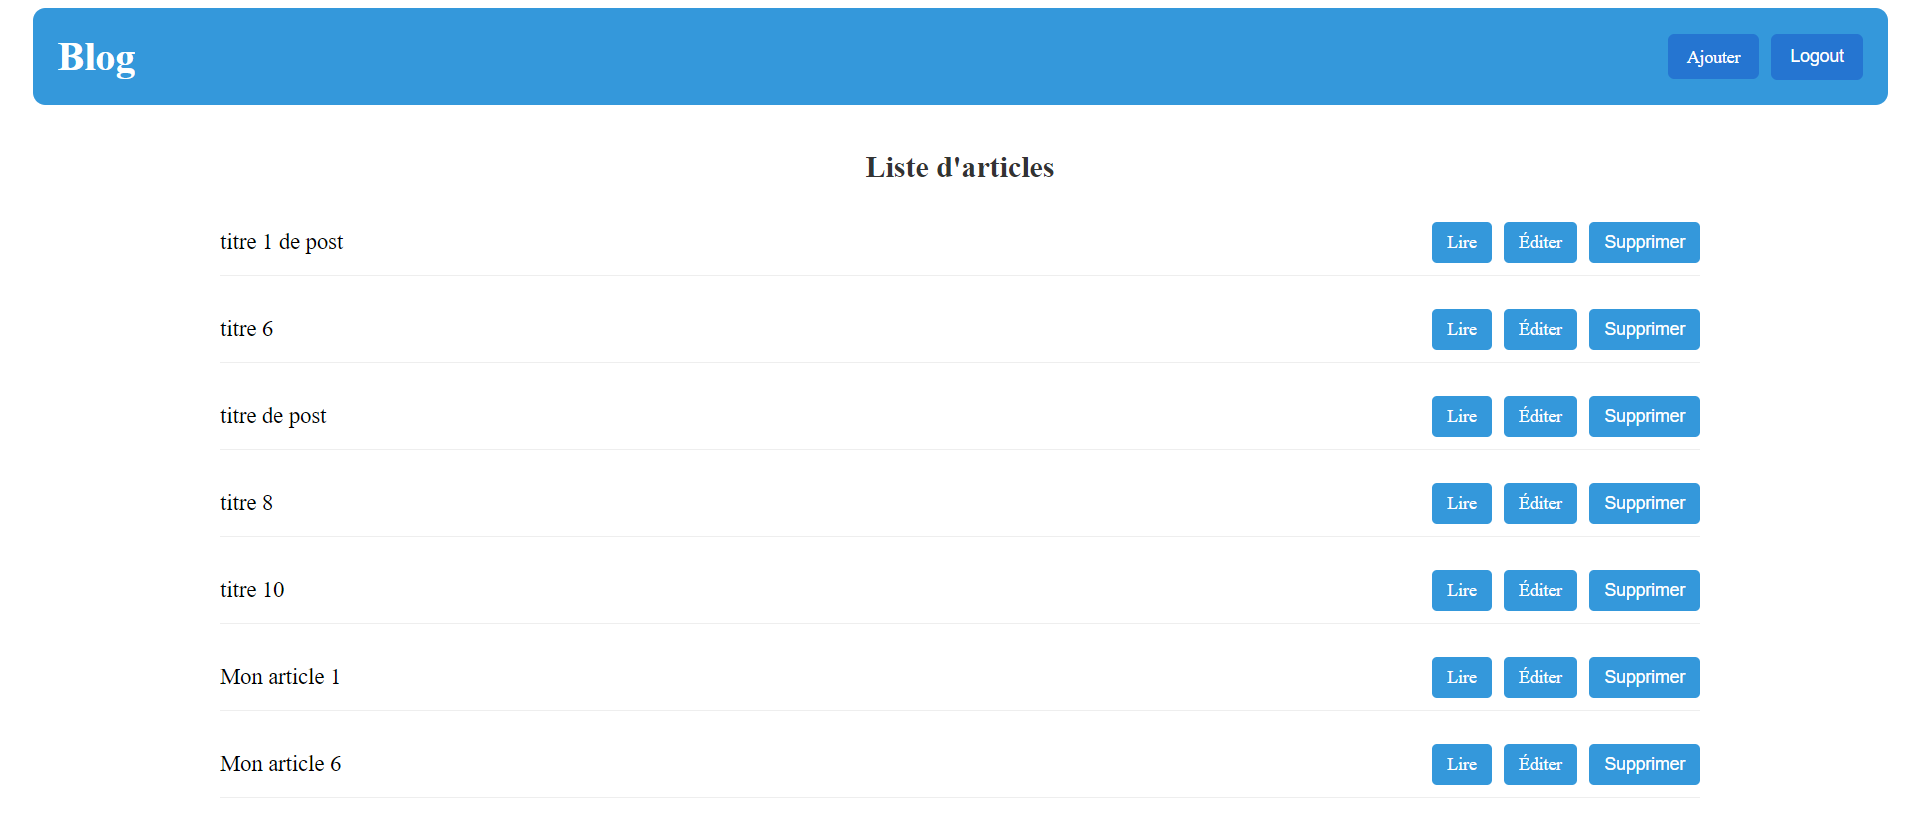 Blog
Ajouter Logout
Liste d'articles
titre 1 de post Lire Éditer Supprimer
titre 6 Lire Éditer Supprimer
titre de post Lire Éditer Supprimer
titre 8 Lire Éditer Supprimer
titre 10 Lire Éditer Supprimer
Mon article 1 Lire Éditer Supprimer
Mon article 6 Lire Éditer Supprimer